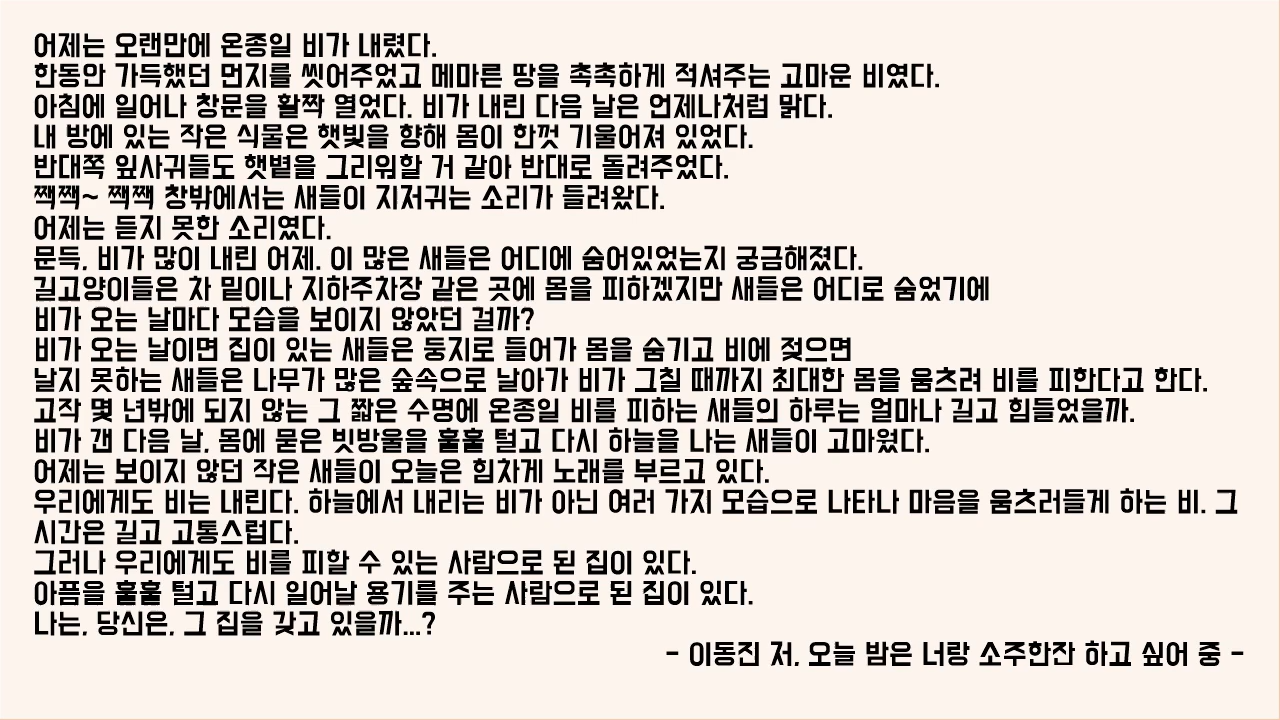 어제는 오랜만에 온종일 비가 내렸다.
한동안 가득했던 먼지를 씻어주었고 메마른 땅을 촉촉하게 적셔주는 고마운 비였다.
아침에 일어나 창문을 활짝 열었다. 비가 내린 다음 날은 언제나처럼 맑다.
내 방에 있는 작은 식물은 햇빛을 향해 몸이 한껏 기울어져 있었다.
반대쪽 잎사귀들도 햇볕을 그리워할 거 같아 반대로 돌려주었다.
짹짹~ 짹짹 창밖에서는 새들이 지저귀는 소리가 들려왔다.
어제는 듣지 못한 소리였다.
문득, 비가 많이 내린 어제. 이 많은 새들은 어디에 숨어있었는지 궁금해졌다.
길고양이들은 차 밑이나 지하주차장 같은 곳에 몸을 피하겠지만 새들은 어디로 숨었기에
비가 오는 날마다 모습을 보이지 않았던 걸까?
비가 오는 날이면 집이 있는 새들은 둥지로 들어가 몸을 숨기고 비에 젖으면
날지 못하는 새들은 나무가 많은 숲속으로 날아가 비가 그칠 때까지 최대한 몸을 움츠려 비를 피한다고 한다.
고작 몇 년밖에 되지 않는 그 짧은 수명에 온종일 비를 피하는 새들의 하루는 얼마나 길고 힘들었을까.
비가 갠 다음 날, 몸에 묻은 빗방울을 훌훌 털고 다시 하늘을 나는 새들이 고마웠다.
어제는 보이지 않던 작은 새들이 오늘은 힘차게 노래를 부르고 있다.
우리에게도 비는 내린다. 하늘에서 내리는 비가 아닌 여러 가지 모습으로 나타나 마음을 움츠러들게 하는 비. 그
시간은 길고 고통스럽다.
그러나 우리에게도 비를 피할 수 있는 사람으로 된 집이 있다.
아픔을 훌훌 털고 다시 일어날 용기를 주는 사람으로 된 집이 있다.
나는, 당신은, 그 집을 갖고 있을까...?
- 이동진 저, 오늘 밤은 너랑 소주한잔 하고 싶어 중 -